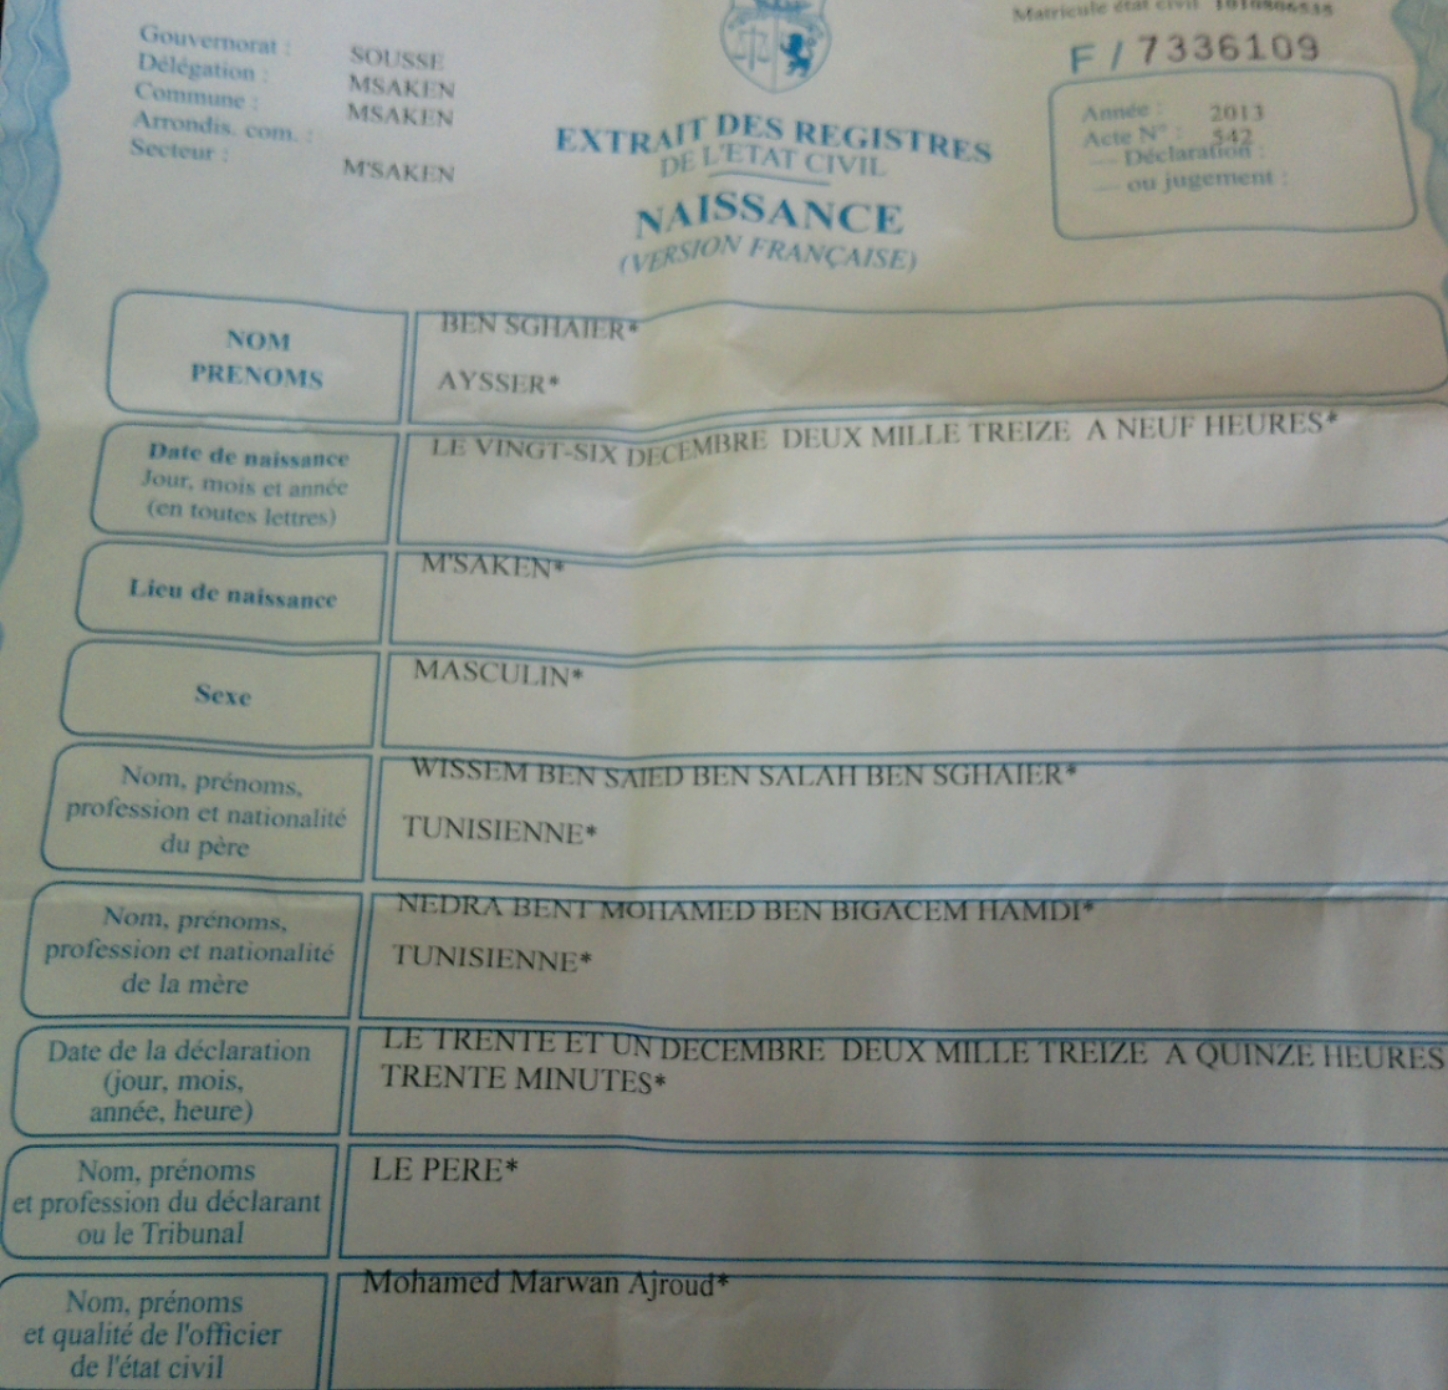 Matricule état civil
F / 7336109
Gouvernorat : SOUSSE
Délégation : MSAKEN
Commune : MSAKEN
Arrondis. com. :
Secteur : M'SAKEN
Année : 2013
Acte N° : 542
— Déclaration :
— ou jugement :
EXTRAIT DES REGISTRES
DE L'ETAT CIVIL
NAISSANCE
(VERSION FRANÇAISE)
NOM
PRENOMS
BEN SGHAIER*
AYSSER*
Date de naissance
Jour, mois et année
(en toutes lettres)
LE VINGT-SIX DECEMBRE DEUX MILLE TREIZE A NEUF HEURES*
Lieu de naissance
M'SAKEN*
Sexe
MASCULIN*
Nom, prénoms,
profession et nationalité
du père
WISSEM BEN SAIED BEN SALAH BEN SGHAIER*
TUNISIENNE*
Nom, prénoms,
profession et nationalité
de la mère
NEDRA BENT MOHAMED BEN BIGACEM HAMDI*
TUNISIENNE*
Date de la déclaration
(jour, mois,
année, heure)
LE TRENTE ET UN DECEMBRE DEUX MILLE TREIZE A QUINZE HEURES
TRENTE MINUTES*
Nom, prénoms
et profession du déclarant
ou le Tribunal
LE PERE*
Nom, prénoms
et qualité de l'officier
de l'état civil
Mohamed Marwan Ajroud*